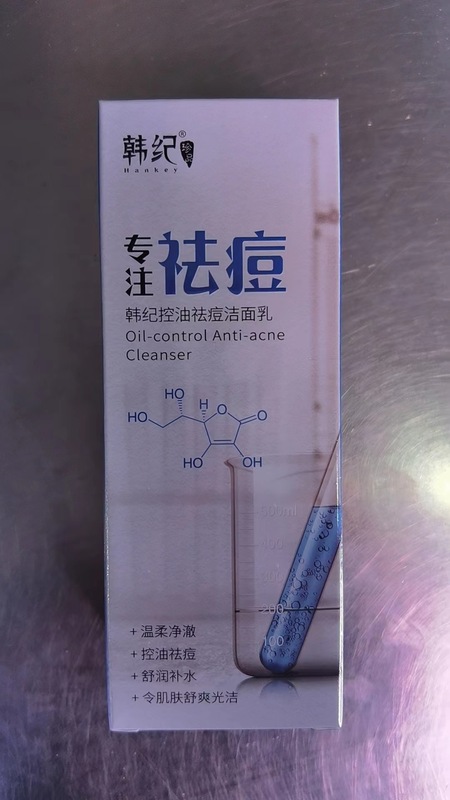 韩纪®
Hankey
专注祛痘
韩纪控油祛痘洁面乳
Oil-control Anti-acne
Cleanser
HO
HO
H
O
O
HO
OH
+ 温柔净澈
+ 控油祛痘
+ 舒润补水
+ 令肌肤舒爽光洁
200
100